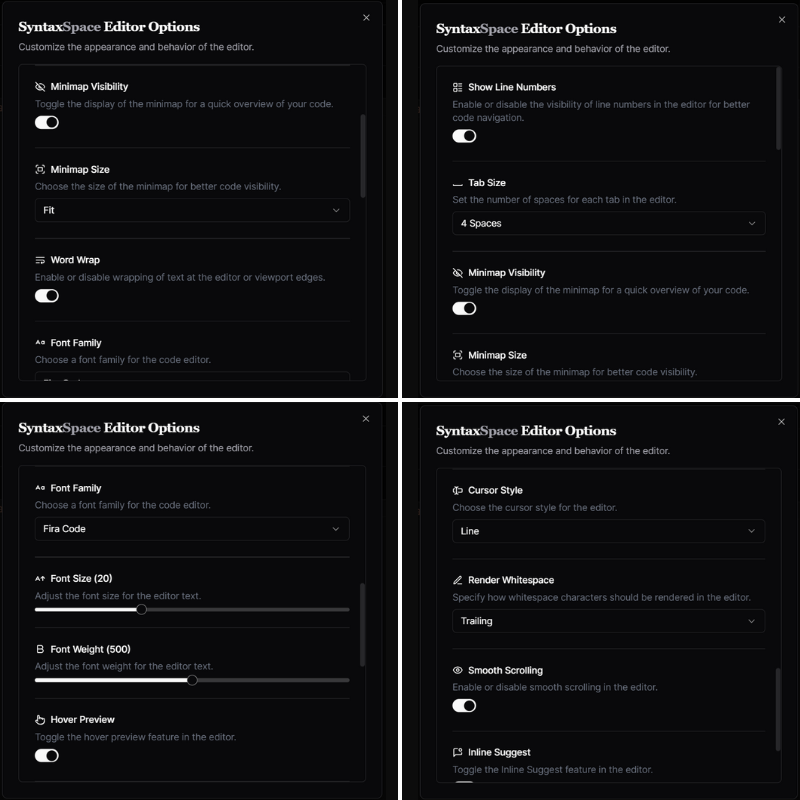 SyntaxSpace Editor Options
Customize the appearance and behavior of the editor.
Minimap Visibility
Toggle the display of the minimap for a quick overview of your code.
Minimap Size
Choose the size of the minimap for better code visibility.
Fit
Word Wrap
Enable or disable wrapping of text at the editor or viewport edges.
Font Family
Choose a font family for the code editor.
SyntaxSpace Editor Options
Customize the appearance and behavior of the editor.
Show Line Numbers
Enable or disable the visibility of line numbers in the editor for better
code navigation.
Tab Size
Set the number of spaces for each tab in the editor.
4 Spaces
Minimap Visibility
Toggle the display of the minimap for a quick overview of your code.
Minimap Size
Choose the size of the minimap for better code visibility.
SyntaxSpace Editor Options
Customize the appearance and behavior of the editor.
Font Family
Choose a font family for the code editor.
Fira Code
Font Size (20)
Adjust the font size for the editor text.
Font Weight (500)
Adjust the font weight for the editor text.
Hover Preview
Toggle the hover preview feature in the editor.
SyntaxSpace Editor Options
Customize the appearance and behavior of the editor.
Cursor Style
Choose the cursor style for the editor.
Line
Render Whitespace
Specify how whitespace characters should be rendered in the editor.
Trailing
Smooth Scrolling
Enable or disable smooth scrolling in the editor.
Inline Suggest
Toggle the Inline Suggest feature in the editor.